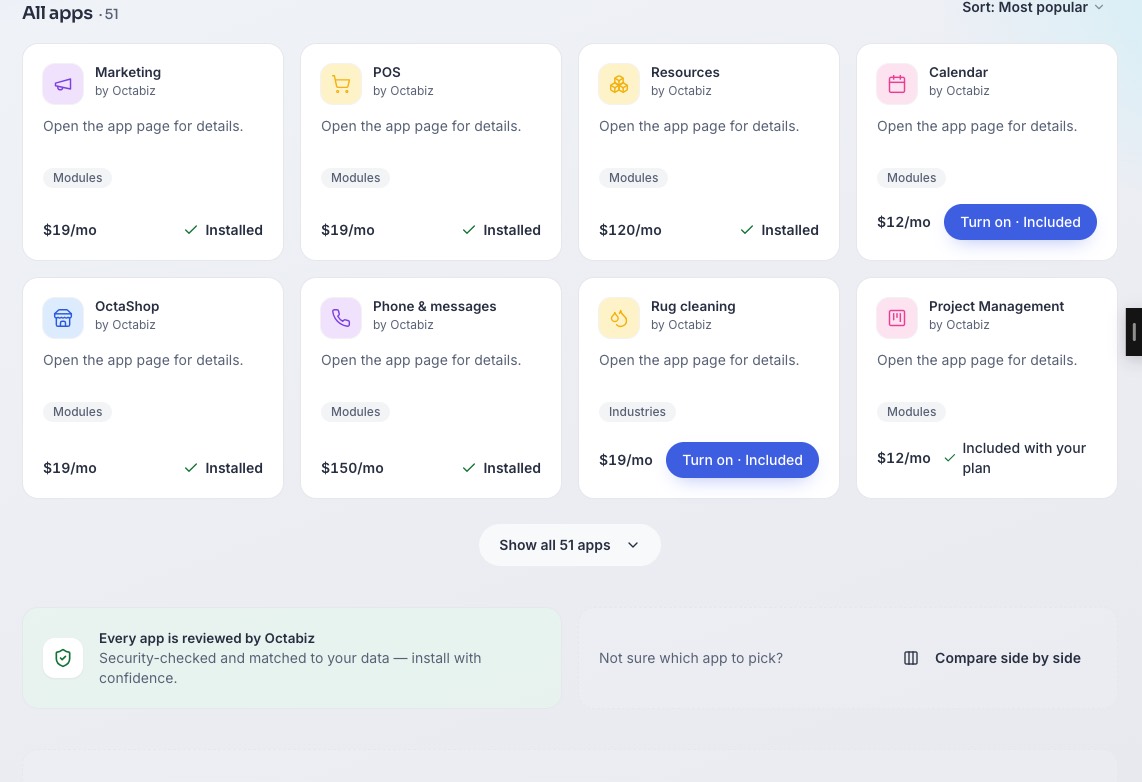 All apps · 51
Sort: Most popular
Marketing
by Octabiz
Open the app page for details.
Modules
$19/mo
Installed
POS
by Octabiz
Open the app page for details.
Modules
$19/mo
Installed
Resources
by Octabiz
Open the app page for details.
Modules
$120/mo
Installed
Calendar
by Octabiz
Open the app page for details.
Modules
$12/mo
Turn on · Included
OctaShop
by Octabiz
Open the app page for details.
Modules
$19/mo
Installed
Phone & messages
by Octabiz
Open the app page for details.
Modules
$150/mo
Installed
Rug cleaning
by Octabiz
Open the app page for details.
Industries
$19/mo
Turn on · Included
Project Management
by Octabiz
Open the app page for details.
Modules
$12/mo
Included with your
plan
Show all 51 apps
Every app is reviewed by Octabiz
Security-checked and matched to your data — install with
confidence.
Not sure which app to pick?
Compare side by side